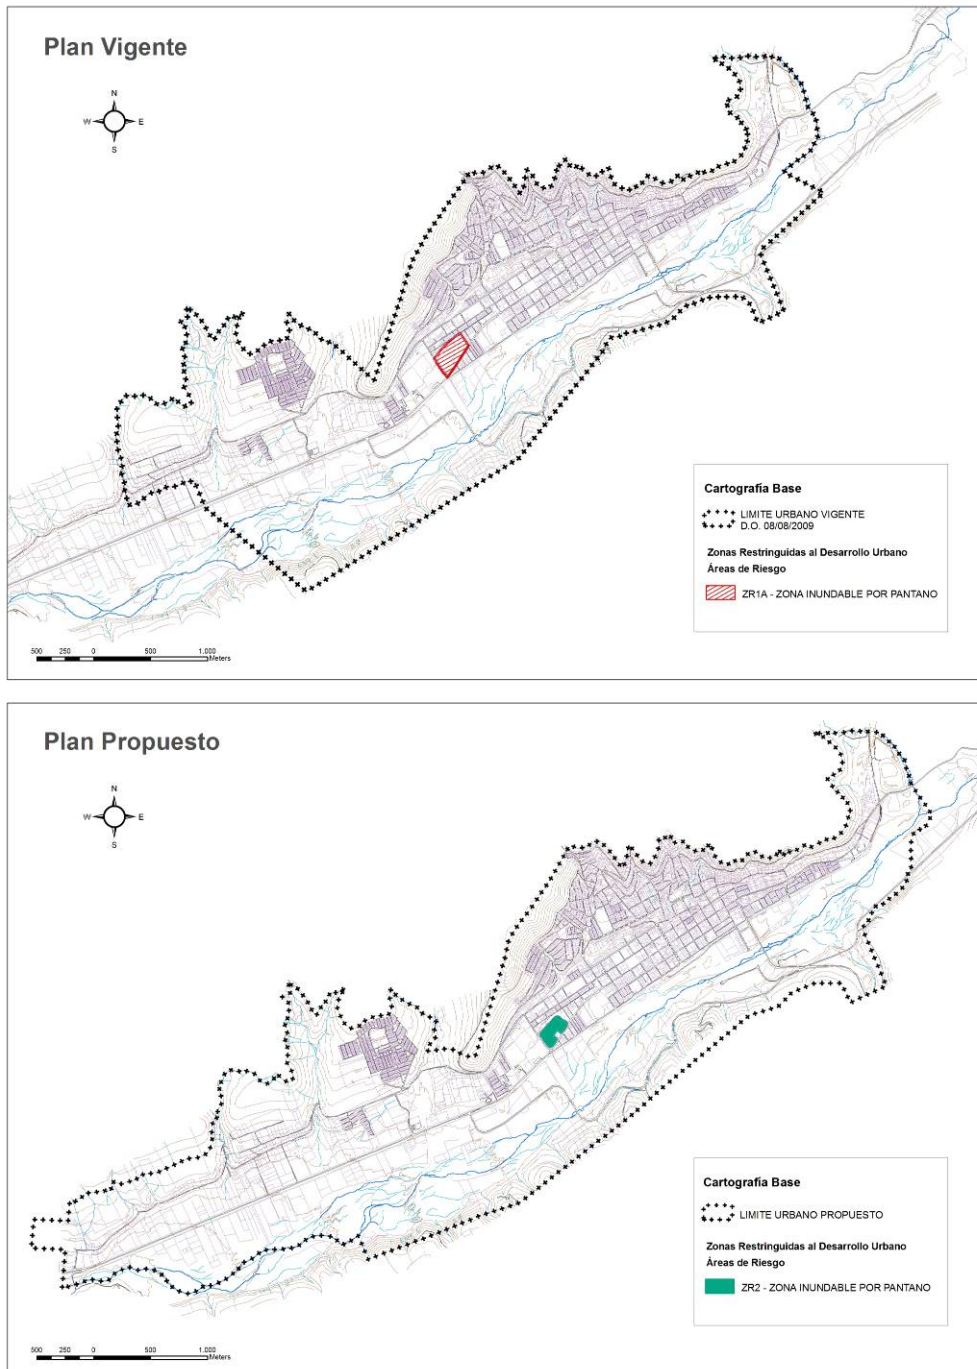 Plan Vigente
N
W
E
S
Cartografía Base
LIMITE URBANO VIGENTE
D.O. 08/08/2009
Zonas Restringuidas al Desarrollo Urbano
Áreas de Riesgo
ZR1A - ZONA INUNDABLE POR PANTANO
500 250 0 500 1.000
Meters
Plan Propuesto
N
W
E
S
Cartografía Base
LIMITE URBANO PROPUESTO
Zonas Restringuidas al Desarrollo Urbano
Áreas de Riesgo
ZR2 - ZONA INUNDABLE POR PANTANO
500 250 0 500 1.000
Meters